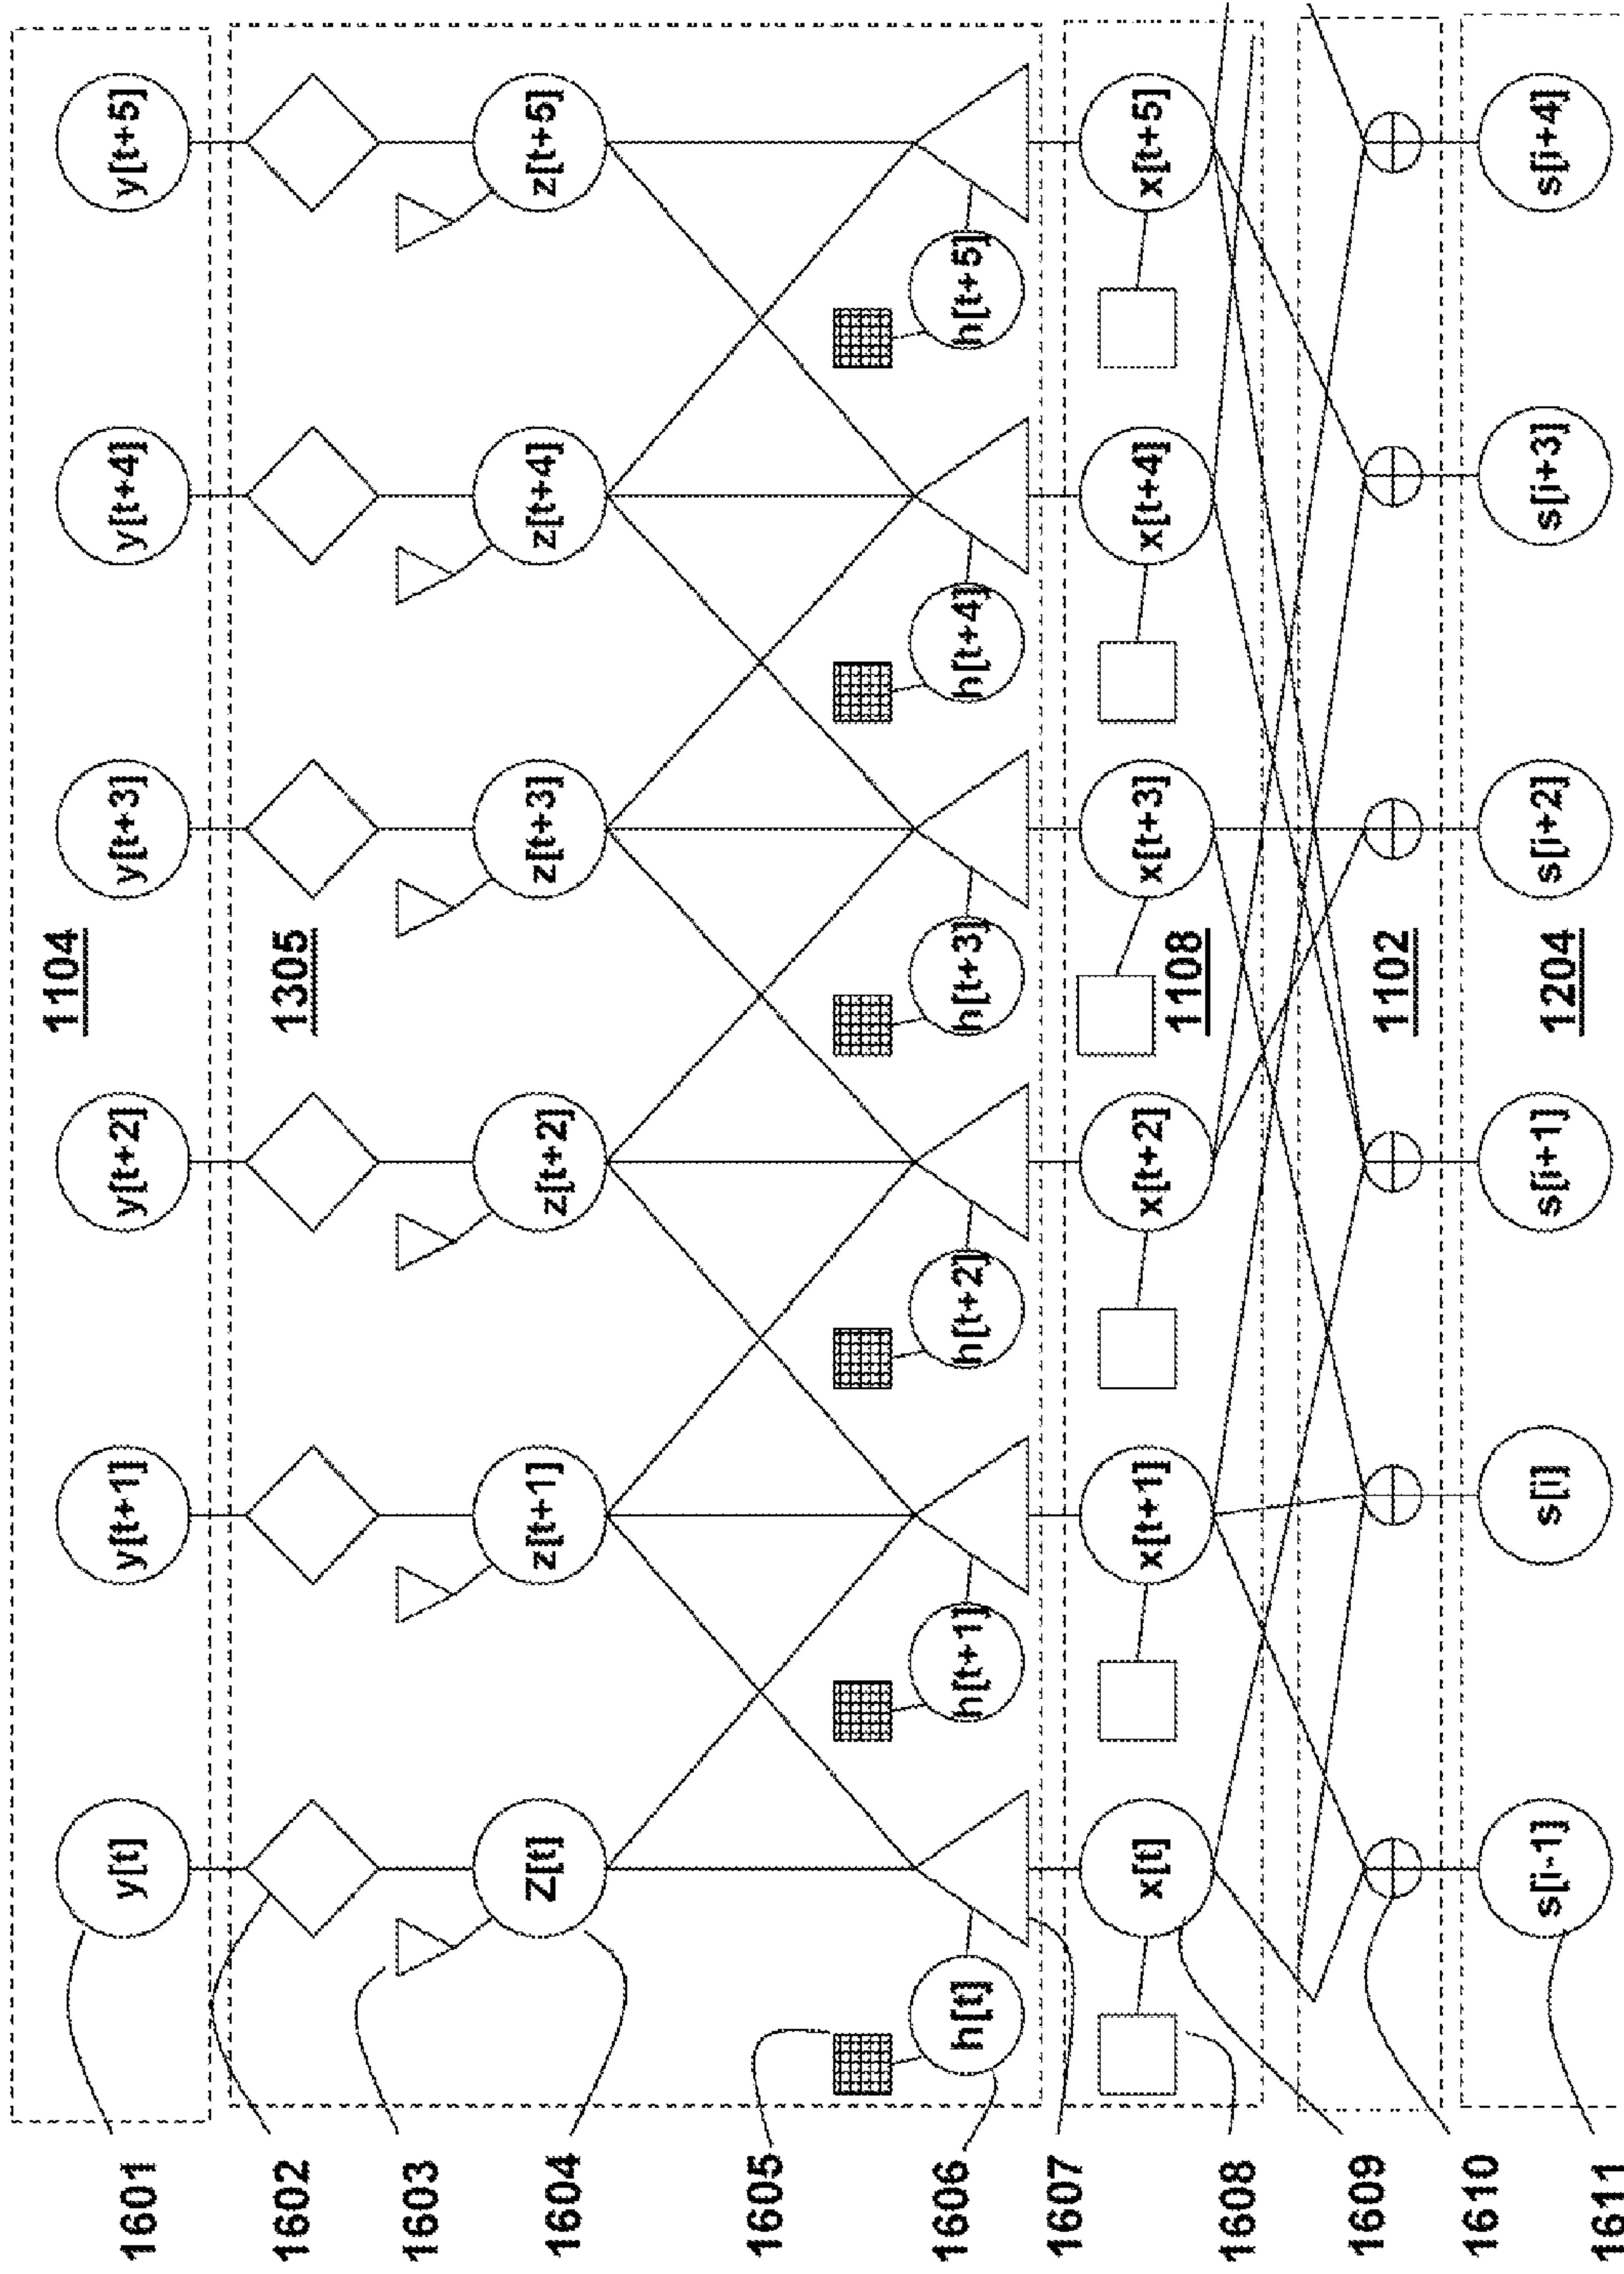 1601
1602
1603
1604
1605
1606
1607
1608
1609
1610
1611
1104
1305
1108
1102
1204
y[t]
y[t+1]
y[t+2]
y[t+3]
y[t+4]
y[t+5]
Z[t]
z[t+1]
z[t+2]
z[t+3]
z[t+4]
z[t+5]
h[t]
h[t+1]
h[t+2]
h[t+3]
h[t+4]
h[t+5]
x[t]
x[t+1]
x[t+2]
x[t+3]
x[t+4]
x[t+5]
s[i-1]
s[i]
s[i+1]
s[i+2]
s[i+3]
s[i+4]